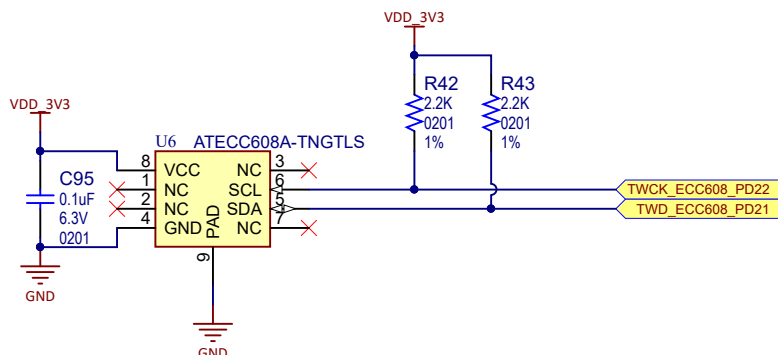 VDD_3V3
R42
2.2K
0201
1%
R43
2.2K
0201
1%
VDD_3V3
U6 ATECC608A-TNGTLS
C95
0.1uF
6.3V
0201
8 VCC NC 3
1 NC SCL 6
2 NC SDA 5
4 GND NC 7
PAD
9
TWCK_ECC608_PD22
TWD_ECC608_PD21
GND
GND